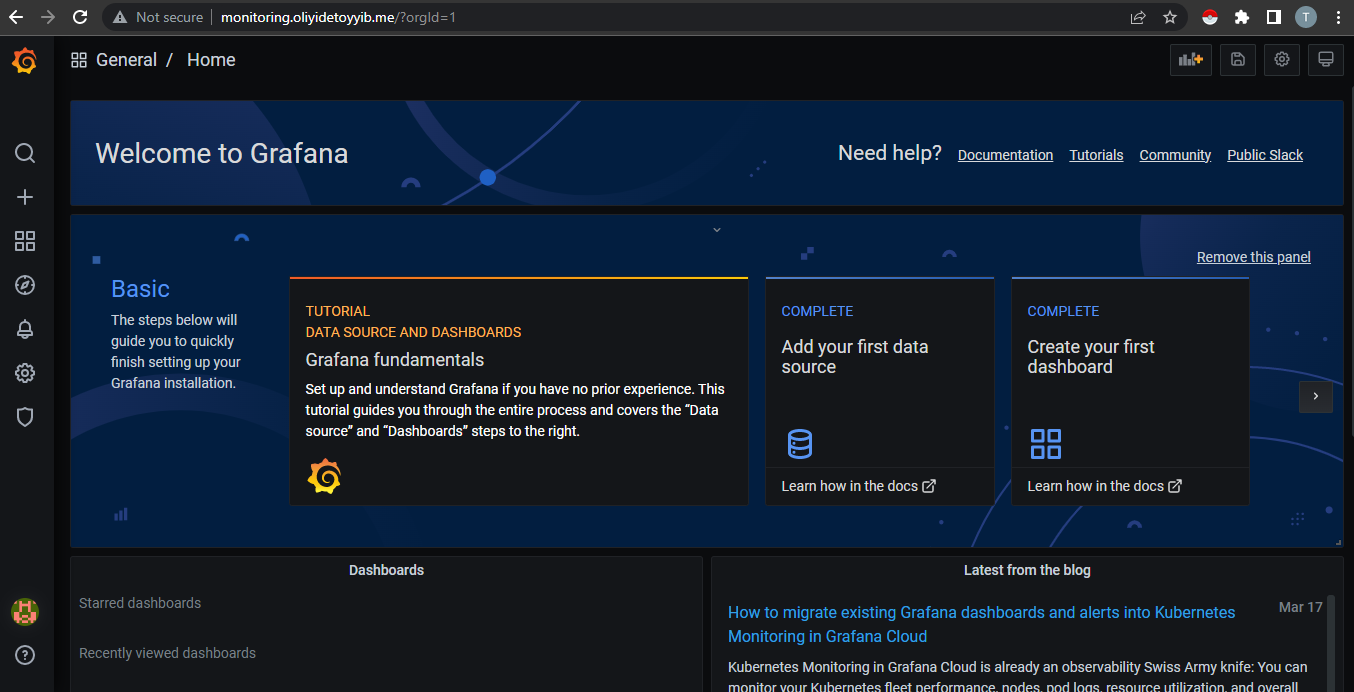 Not secure
monitoring.oliyidetoyyib.me/?orgId=1
T
General / Home
Welcome to Grafana
Need help?
Documentation
Tutorials
Community
Public Slack
Remove this panel
Basic
The steps below will
guide you to quickly
finish setting up your
Grafana installation.
TUTORIAL
DATA SOURCE AND DASHBOARDS
Grafana fundamentals
Set up and understand Grafana if you have no prior experience. This
tutorial guides you through the entire process and covers the “Data
source” and “Dashboards” steps to the right.
COMPLETE
Add your first data
source
Learn how in the docs
COMPLETE
Create your first
dashboard
Learn how in the docs
Dashboards
Starred dashboards
Recently viewed dashboards
Latest from the blog
How to migrate existing Grafana dashboards and alerts into Kubernetes
Monitoring in Grafana Cloud
Mar 17
Kubernetes Monitoring in Grafana Cloud is already an observability Swiss Army knife: You can
monitor your Kubernetes fleet performance, nodes, pod logs, resource utilization, and overall